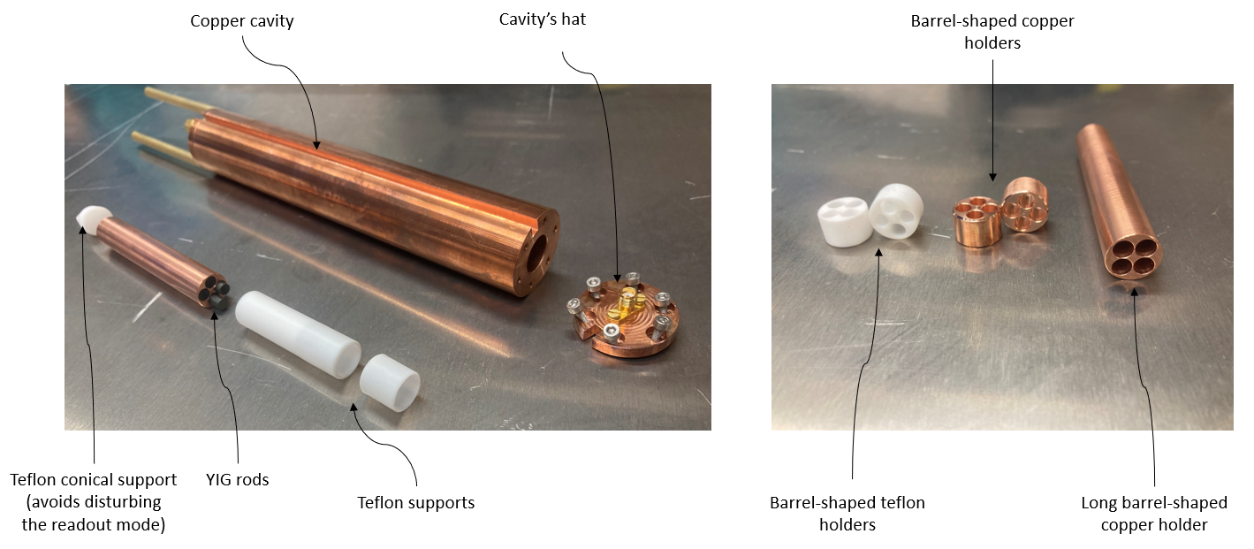 Copper cavity
Cavity's hat
Barrel-shaped copper
holders
Teflon conical support
(avoids disturbing
the readout mode)
YIG rods
Teflon supports
Barrel-shaped teflon
holders
Long barrel-shaped
copper holder